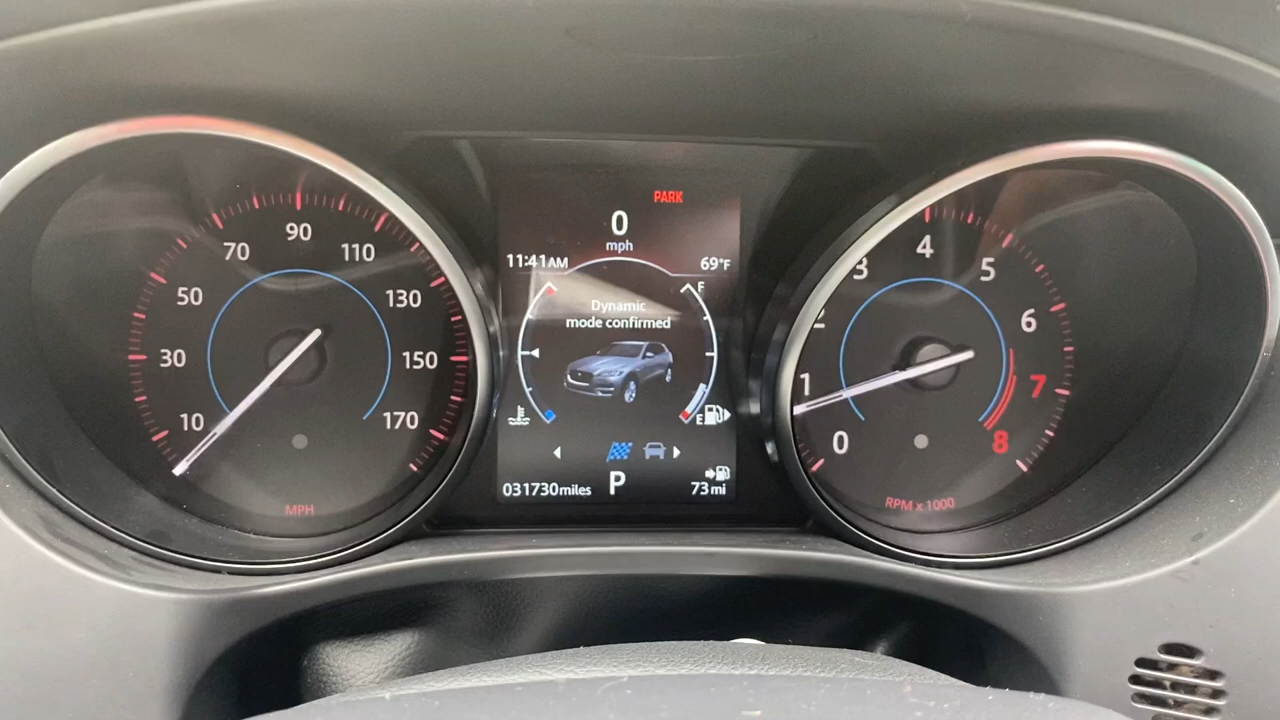 10
30
50
70
90
110
130
150
170
MPH
PARK
0
mph
11:41AM
69°F
Dynamic
mode confirmed
F
E
P
031730miles
73mi
0
1
2
3
4
5
6
7
8
RPM x 1000